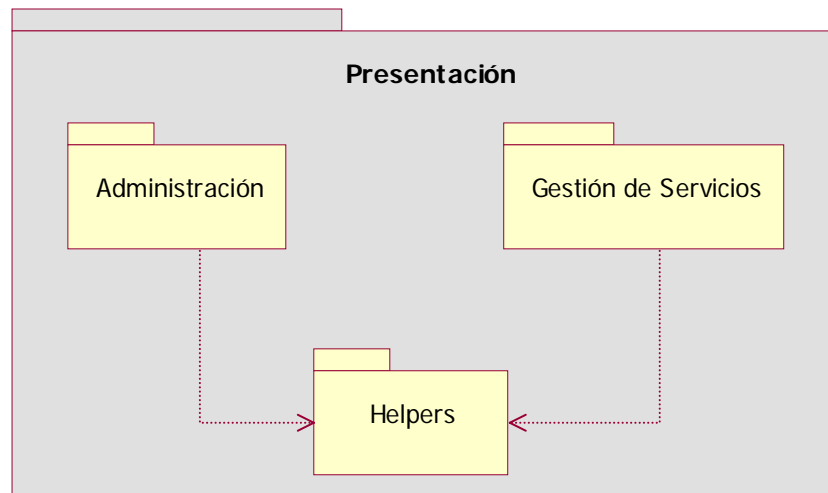 Presentación
Administración
Gestión de Servicios
Helpers